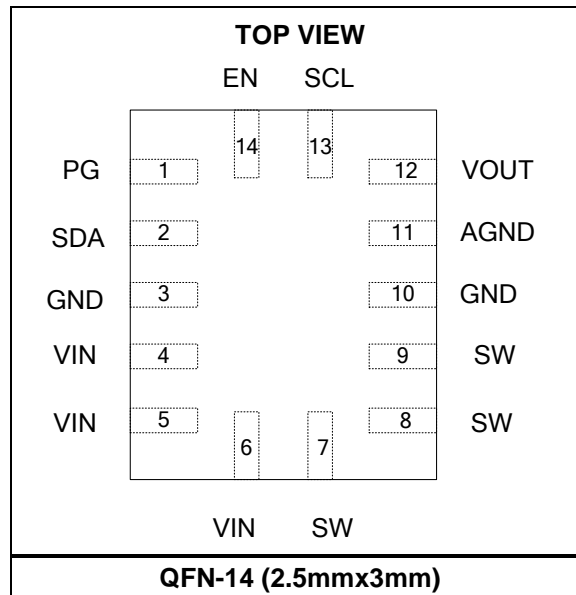 TOP VIEW
EN SCL
14 13
PG 1 12 VOUT
SDA 2 11 AGND
GND 3 10 GND
VIN 4 9 SW
VIN 5 8 SW
6 7
VIN SW
QFN-14 (2.5mmx3mm)